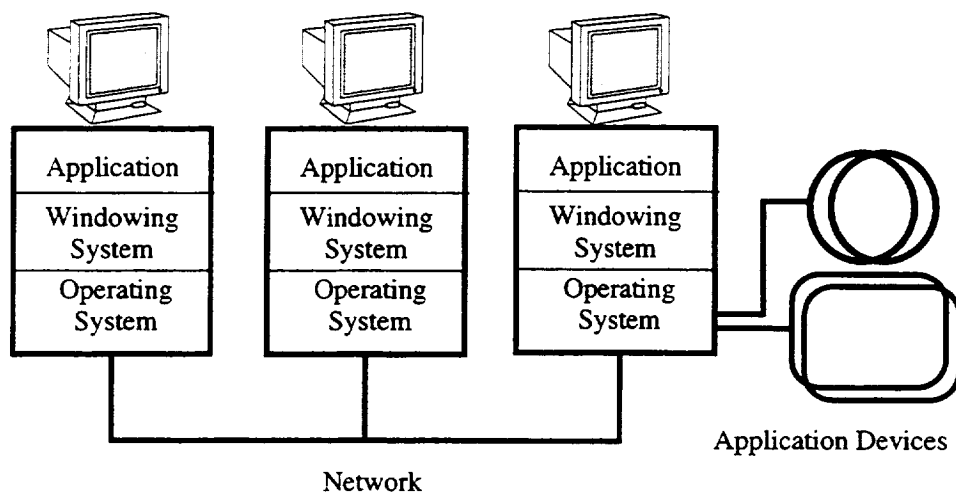 Application
Windowing
System
Operating
System
Application
Windowing
System
Operating
System
Application
Windowing
System
Operating
System
Application Devices
Network